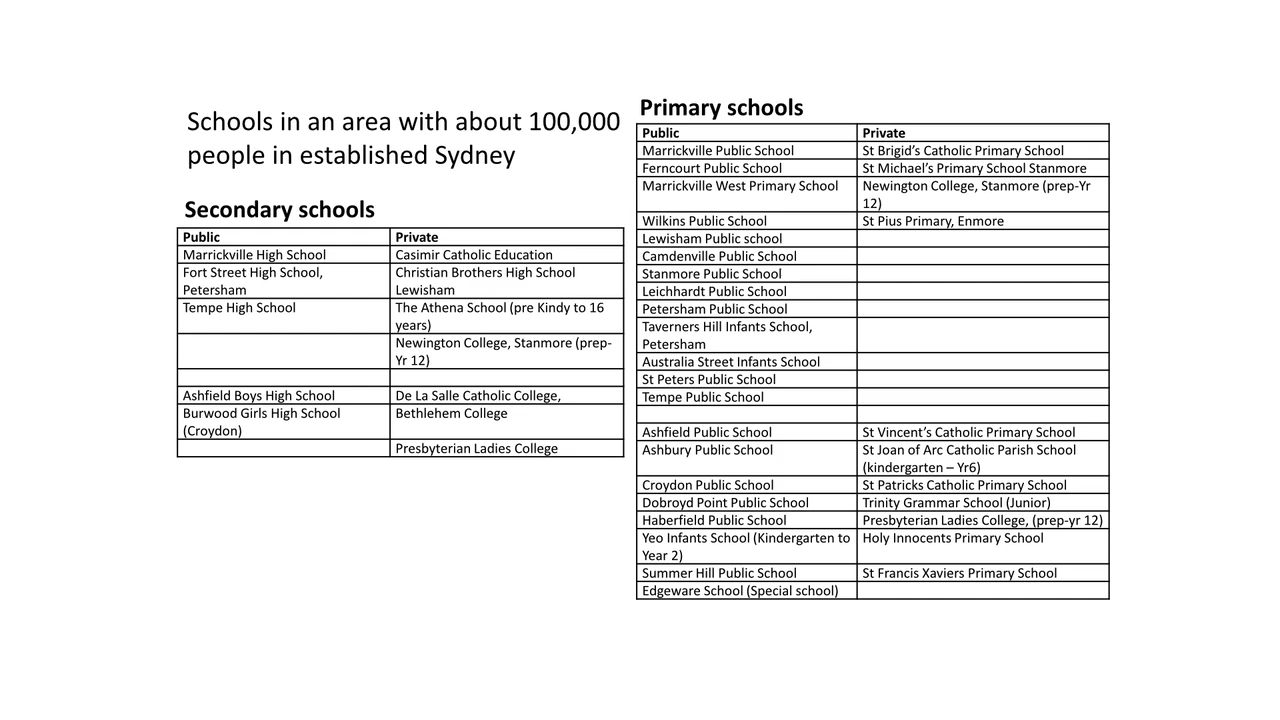 Schools in an area with about 100,000
people in established Sydney
Secondary schools
Public Private
Marrickville High School Casimir Catholic Education
Fort Street High School, Christian Brothers High School
Petersham Lewisham
Tempe High School The Athena School (pre Kindy to 16
years)
Newington College, Stanmore (prep-
Yr 12)
Ashfield Boys High School De La Salle Catholic College,
Burwood Girls High School Bethlehem College
(Croydon)
Presbyterian Ladies College
Primary schools
Public Private
Marrickville Public School St Brigid’s Catholic Primary School
Ferncourt Public School St Michael’s Primary School Stanmore
Marrickville West Primary School Newington College, Stanmore (prep-Yr
12)
Wilkins Public School St Pius Primary, Enmore
Lewisham Public school
Camdenville Public School
Stanmore Public School
Leichhardt Public School
Petersham Public School
Taverners Hill Infants School,
Petersham
Australia Street Infants School
St Peters Public School
Tempe Public School
Ashfield Public School St Vincent’s Catholic Primary School
Ashbury Public School St Joan of Arc Catholic Parish School
(kindergarten – Yr6)
Croydon Public School St Patricks Catholic Primary School
Dobroyd Point Public School Trinity Grammar School (Junior)
Haberfield Public School Presbyterian Ladies College, (prep-yr 12)
Yeo Infants School (Kindergarten to Holy Innocents Primary School
Year 2)
Summer Hill Public School St Francis Xaviers Primary School
Edgeware School (Special school)